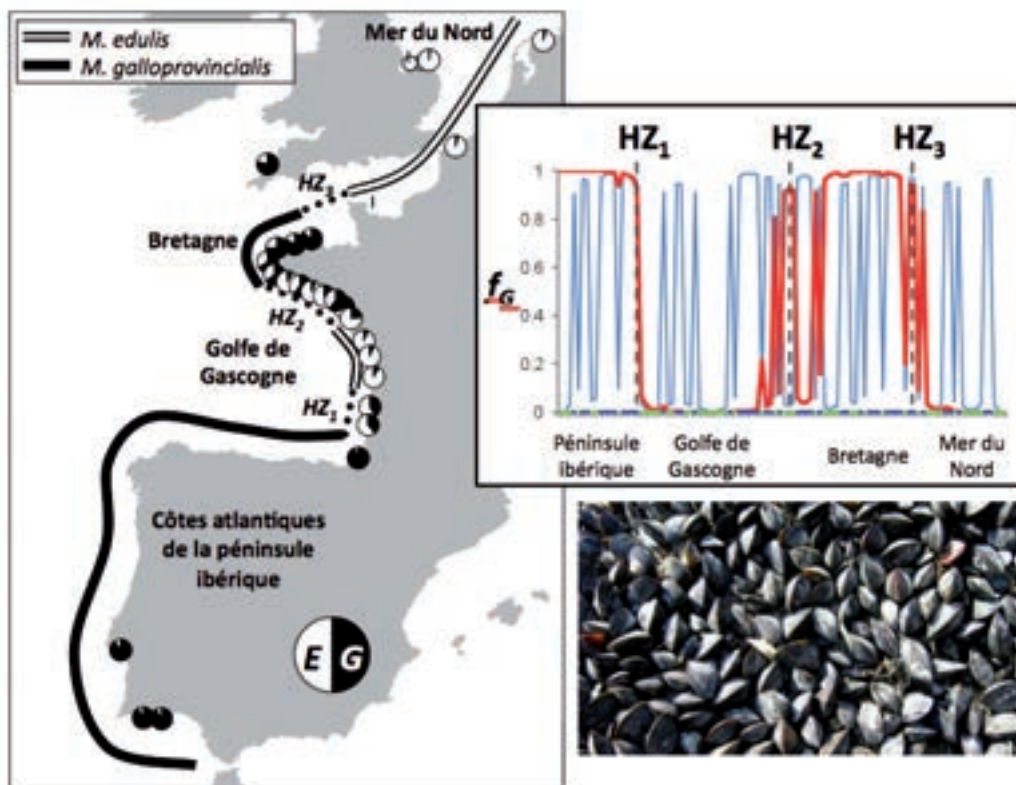 M. edulis
M. galloprovincialis
Mer du Nord
HZ3
Bretagne
HZ2
Golfe de
Gascogne
HZ1
Côtes atlantiques
de la péninsule
ibérique
E G
HZ1 HZ2 HZ3
1
0.8
0.6
fG
0.4
0.2
0
Péninsule
ibérique
Golfe de
Gascogne
Bretagne
Mer du
Nord